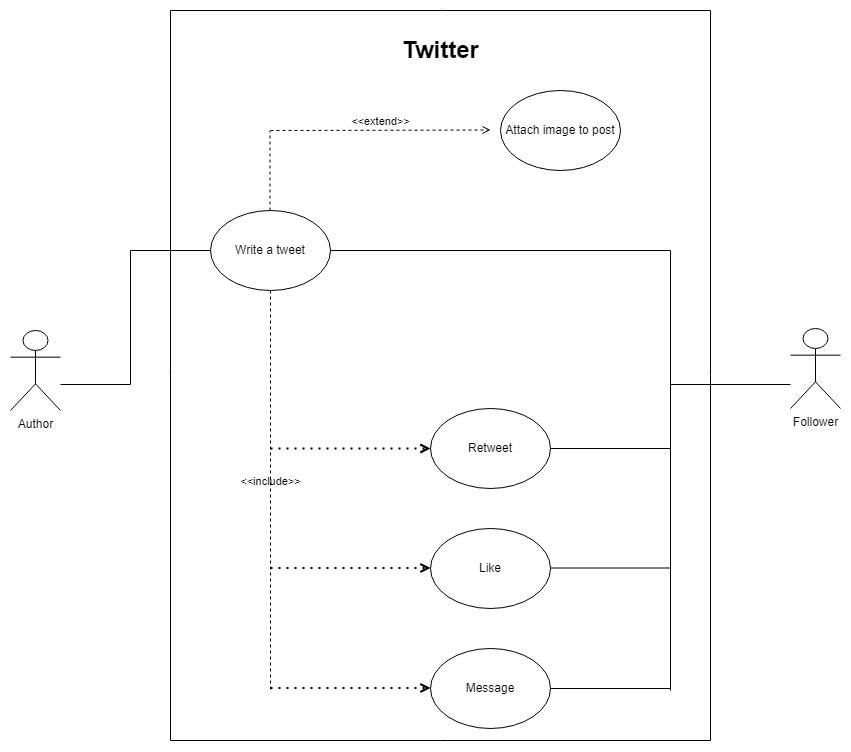 Twitter
<<extend>>
Attach image to post
Write a tweet
Author
Follower
Retweet
<<include>>
Like
Message